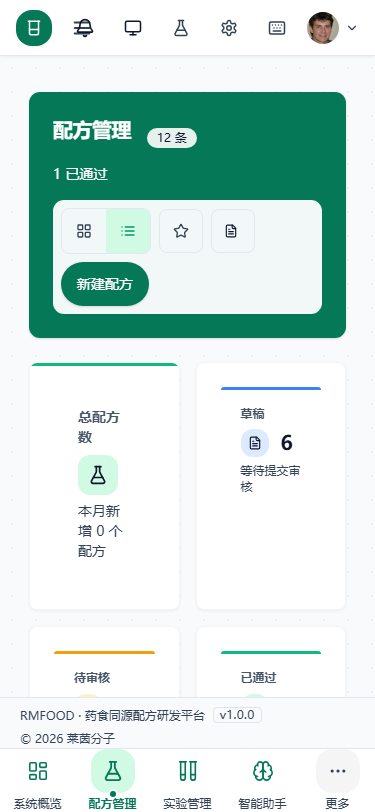 配方管理
12 条
1 已通过
新建配方
总配方
数
本月新
增 0 个
配方
草稿
6
等待提交审
核
待审核
已通过
RMFOOD · 药食同源配方研发平台 v1.0.0
© 2026 莱茵分子
系统概览
配方管理
实验管理
智能助手
更多